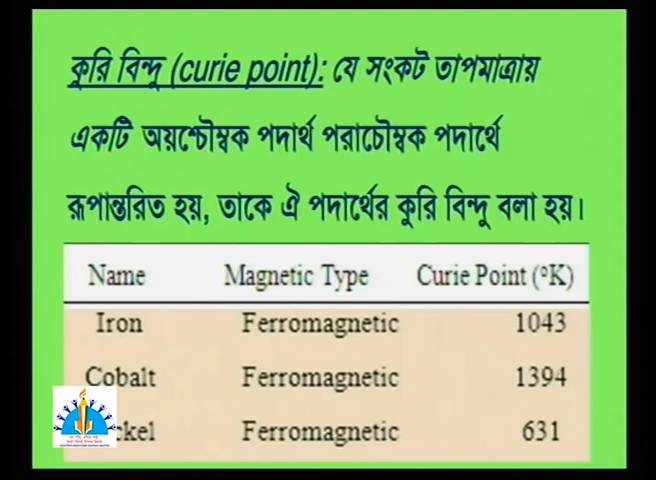 কুরি বিন্দু (curie point): যে সংকট তাপমাত্রায়
একটি অয়শ্চৌম্বক পদার্থ পরাচৌম্বক পদার্থে
রূপান্তরিত হয়, তাকে ঐ পদার্থের কুরি বিন্দু বলা হয়।
Name Magnetic Type Curie Point (°K)
Iron Ferromagnetic 1043
Cobalt Ferromagnetic 1394
ckel Ferromagnetic 631